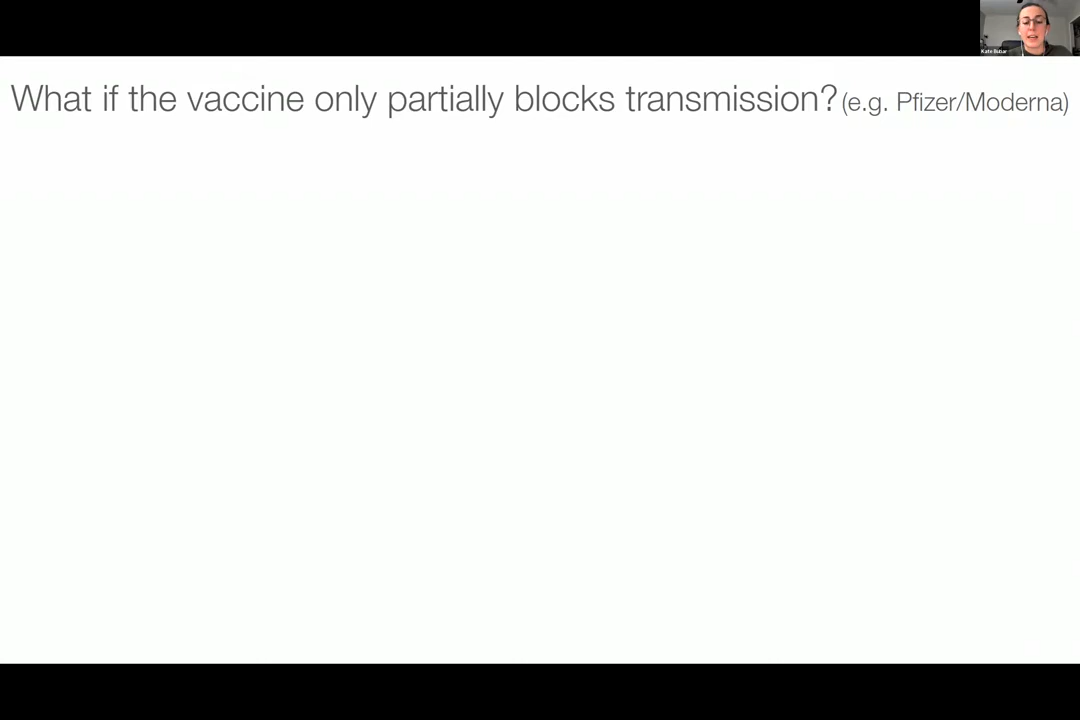 What if the vaccine only partially blocks transmission? (e.g. Pfizer/Moderna)